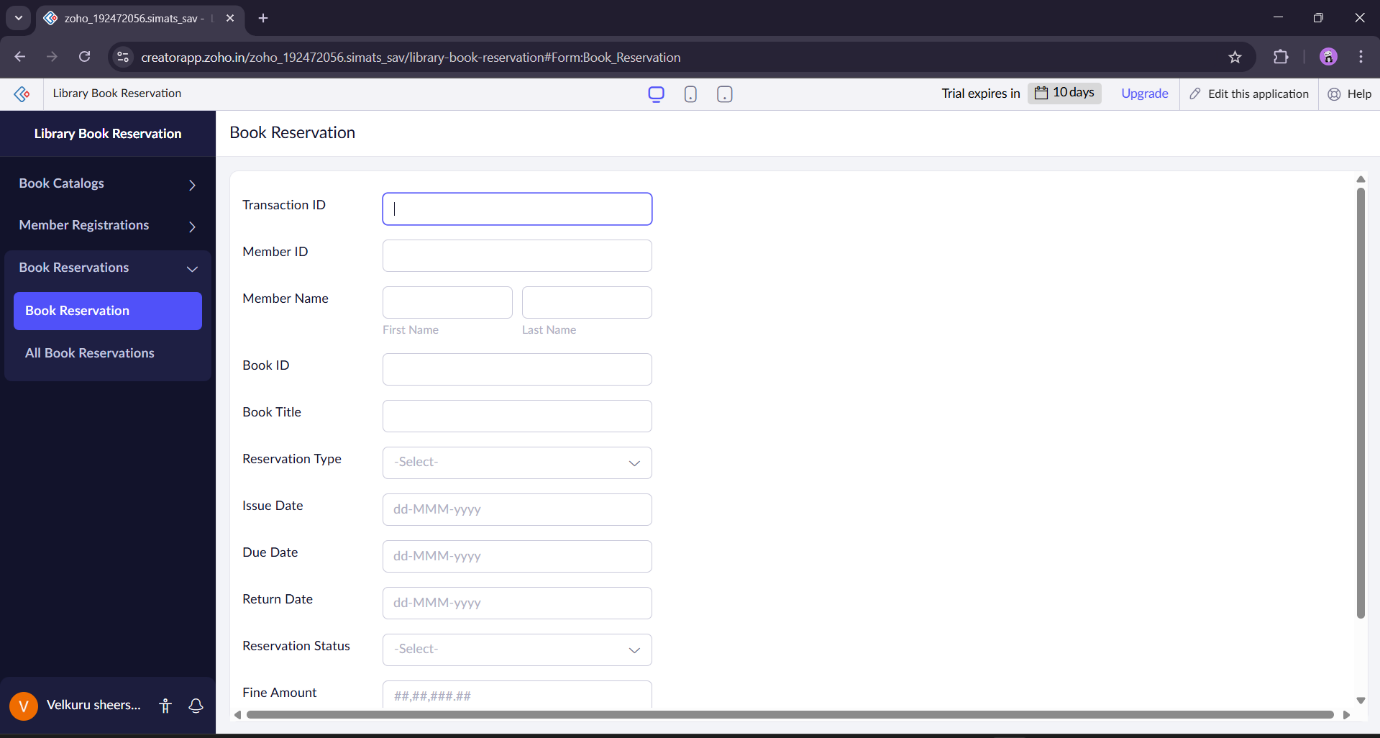 zoho_192472056.simats_sav -
creatorapp.zoho.in/zoho_192472056.simats_sav/library-book-reservation#Form:Book_Reservation
Library Book Reservation
Trial expires in 10 days Upgrade Edit this application Help
Library Book Reservation
Book Catalogs
Member Registrations
Book Reservations
Book Reservation
All Book Reservations
V Velkuru sheers...
Book Reservation
Transaction ID
Member ID
Member Name
First Name Last Name
Book ID
Book Title
Reservation Type -Select-
Issue Date dd-MMM-yyyy
Due Date dd-MMM-yyyy
Return Date dd-MMM-yyyy
Reservation Status -Select-
Fine Amount ##,##,###.##